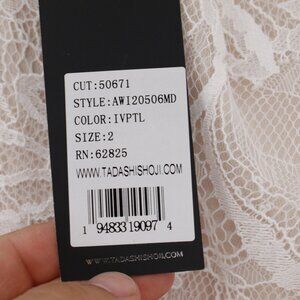 CUT:50671
STYLE:AWI20506MD
COLOR:IVPTL
SIZE:2
RN:62825
WWW.TADASHISHOJI.COM
1 94833 19097 4
WWW.TADASHISHOJI.COM